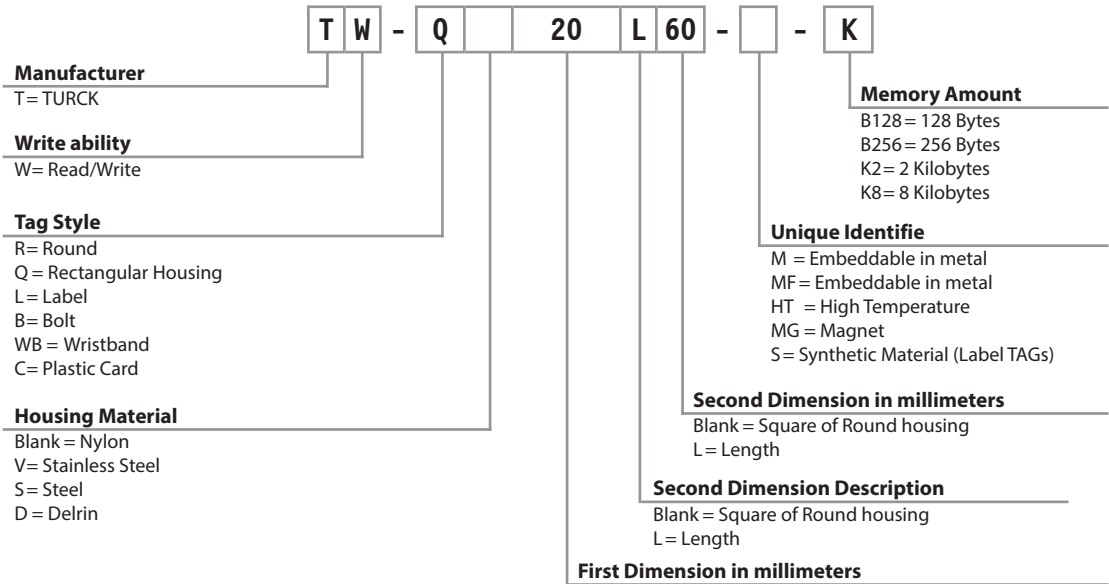 T W - Q 20 L 60 - - K
Manufacturer
T= TURCK
Write ability
W= Read/Write
Tag Style
R= Round
Q = Rectangular Housing
L= Label
B= Bolt
WB = Wristband
C= Plastic Card
Housing Material
Blank = Nylon
V= Stainless Steel
S= Steel
D = Delrin
Memory Amount
B128= 128 Bytes
B256= 256 Bytes
K2= 2 Kilobytes
K8= 8 Kilobytes
Unique Identifie
M = Embeddable in metal
MF= Embeddable in metal
HT = High Temperature
MG= Magnet
S= Synthetic Material (Label TAGs)
Second Dimension in millimeters
Blank = Square of Round housing
L= Length
Second Dimension Description
Blank = Square of Round housing
L= Length
First Dimension in millimeters